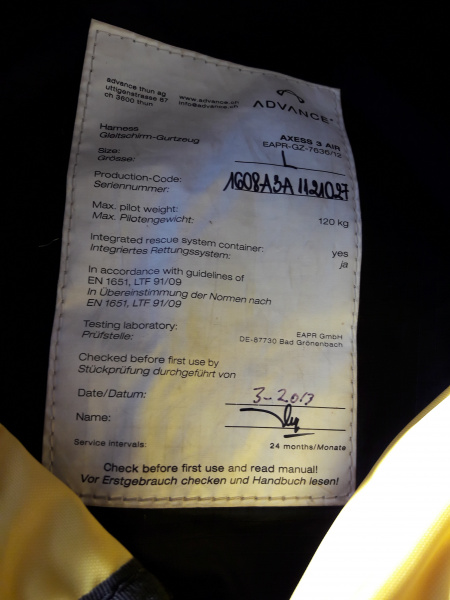 advance thun ag
uttigenstrasse 87
ch 3600 thun
www.advance.ch
info@advance.ch
ADVANCE
Harness
Gleitschirm-Gurtzeug
AXESS 3 AIR
EAPR-GZ-7636/12
Size:
Grösse:
L
Production-Code:
Seriennummer:
1608A3A1121027
Max. pilot weight:
Max. Pilotengewicht:
120 kg
Integrated rescue system container:
Integriertes Rettungssystem:
yes
ja
In accordance with guidelines of
EN 1651, LTF 91/09
In Übereinstimmung der Normen nach
EN 1651, LTF 91/09
Testing laboratory:
Prüfstelle:
EAPR GmbH
DE-87730 Bad Grönenbach
Checked before first use by
Stückprüfung durchgeführt von
Date/Datum:
3-2013
Name:
Service intervals:
24 months/Monate
Check before first use and read manual!
Vor Erstgebrauch checken und Handbuch lesen!